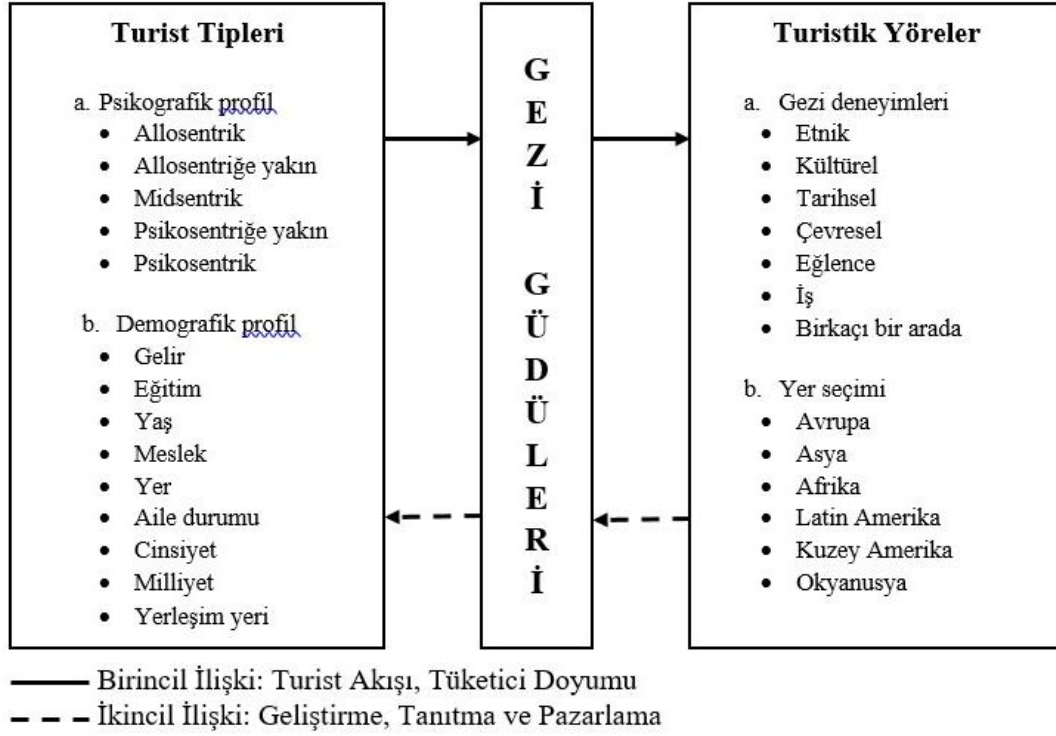 Turist Tipleri
a. Psikografik profil
• Allosentrik
• Allosentriğe yakın
• Midsentrik
• Psikosentriğe yakın
• Psikosentrik
b. Demografik profil
• Gelir
• Eğitim
• Yaş
• Meslek
• Yer
• Aile durumu
• Cinsiyet
• Milliyet
• Yerleşim yeri
GEZİ GÜDÜLERİ
Turistik Yöreler
a. Gezi deneyimleri
• Etnik
• Kültürel
• Tarihsel
• Çevresel
• Eğlence
• İş
• Birkaçı bir arada
b. Yer seçimi
• Avrupa
• Asya
• Afrika
• Latin Amerika
• Kuzey Amerika
• Okyanusya
Birincil İlişki: Turist Akışı, Tüketici Doyumu
İkincil İlişki: Geliştirme, Tanıtma ve Pazarlama